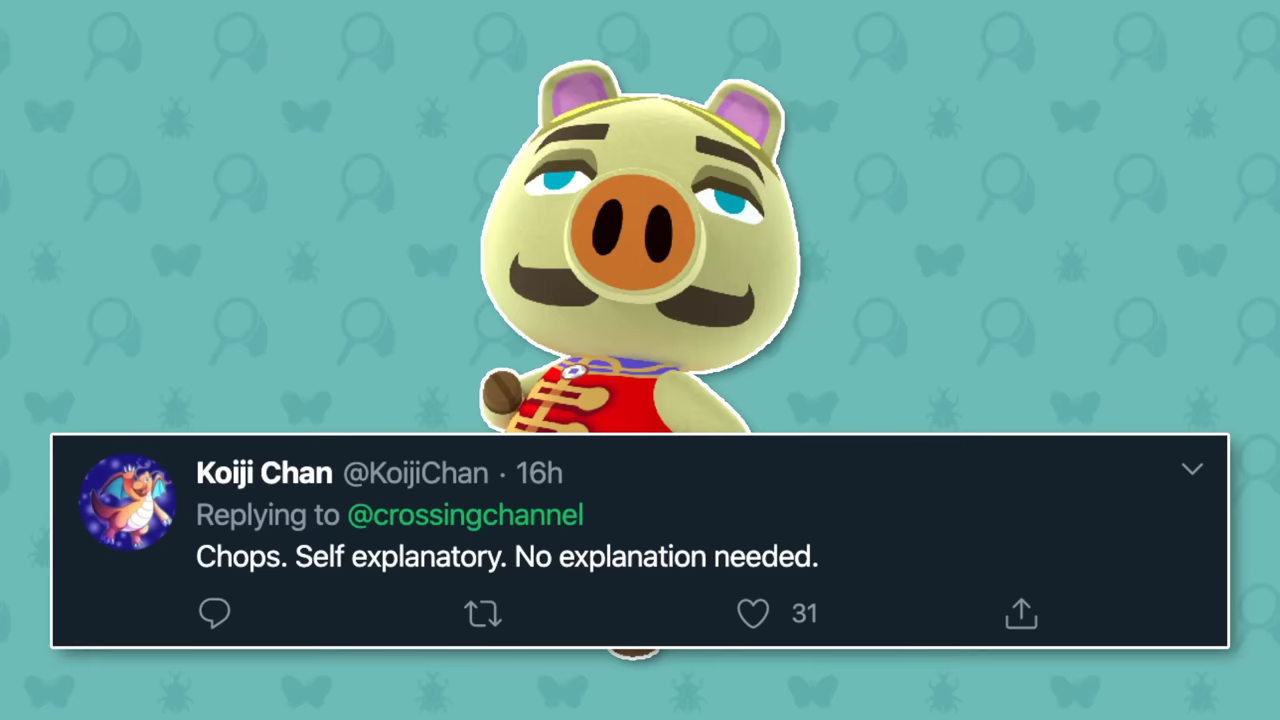 Koiji Chan @KoijiChan · 16h
Replying to @crossingchannel
Chops. Self explanatory. No explanation needed.
31